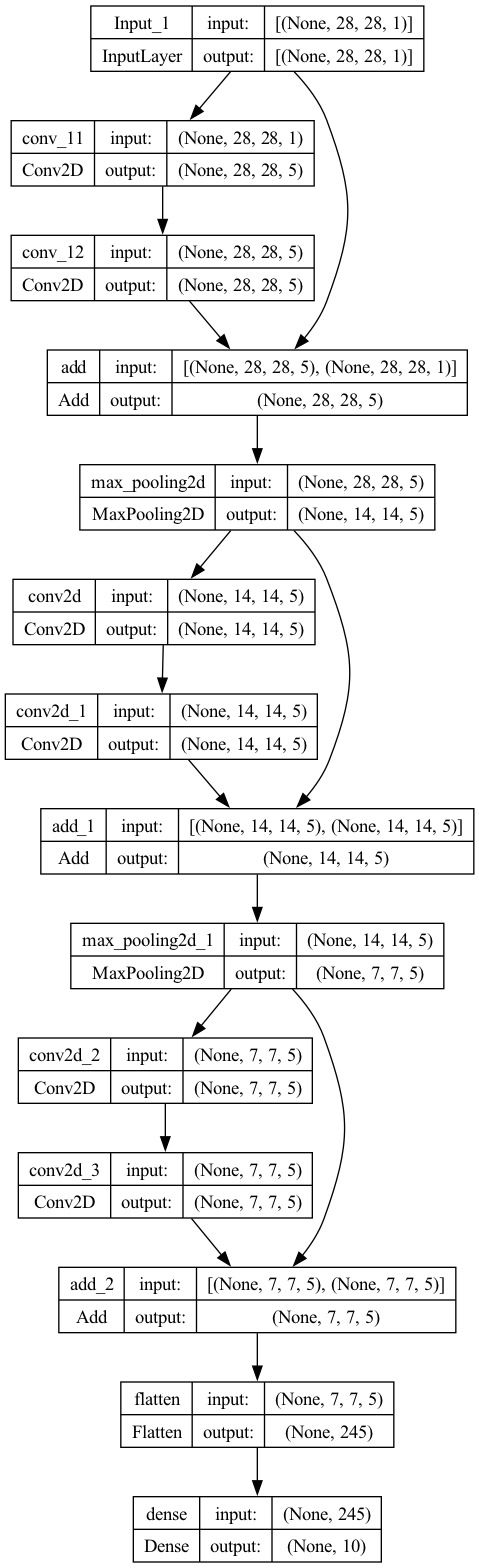 Input_1 input: [(None, 28, 28, 1)]
InputLayer output: [(None, 28, 28, 1)]
conv_11 input: (None, 28, 28, 1)
Conv2D output: (None, 28, 28, 5)
conv_12 input: (None, 28, 28, 5)
Conv2D output: (None, 28, 28, 5)
add input: [(None, 28, 28, 5), (None, 28, 28, 1)]
Add output: (None, 28, 28, 5)
max_pooling2d input: (None, 28, 28, 5)
MaxPooling2D output: (None, 14, 14, 5)
conv2d input: (None, 14, 14, 5)
Conv2D output: (None, 14, 14, 5)
conv2d_1 input: (None, 14, 14, 5)
Conv2D output: (None, 14, 14, 5)
add_1 input: [(None, 14, 14, 5), (None, 14, 14, 5)]
Add output: (None, 14, 14, 5)
max_pooling2d_1 input: (None, 14, 14, 5)
MaxPooling2D output: (None, 7, 7, 5)
conv2d_2 input: (None, 7, 7, 5)
Conv2D output: (None, 7, 7, 5)
conv2d_3 input: (None, 7, 7, 5)
Conv2D output: (None, 7, 7, 5)
add_2 input: [(None, 7, 7, 5), (None, 7, 7, 5)]
Add output: (None, 7, 7, 5)
flatten input: (None, 7, 7, 5)
Flatten output: (None, 245)
dense input: (None, 245)
Dense output: (None, 10)